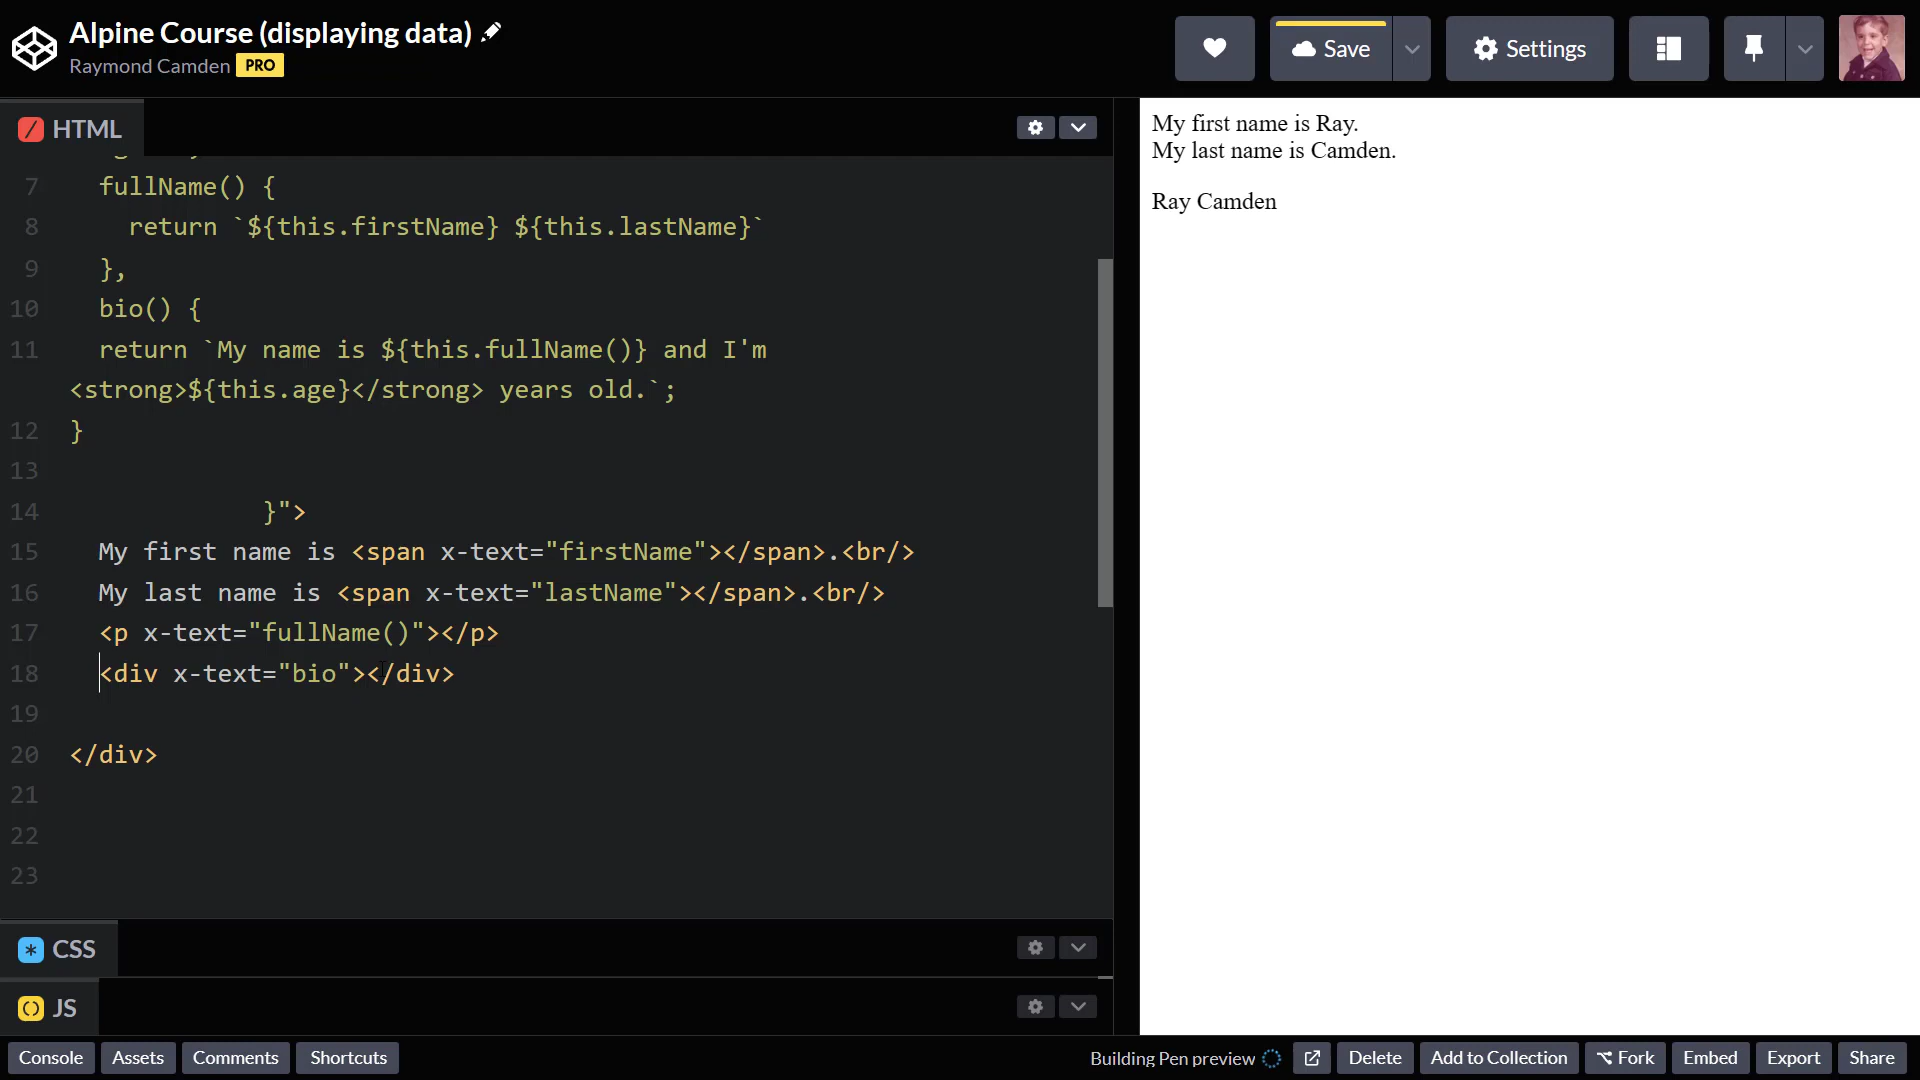 Alpine Course (displaying data)
Raymond Camden PRO
Save
Settings
HTML
7 fullName() {
8 return `${this.firstName} ${this.lastName}`
9 },
10 bio() {
11 return `My name is ${this.fullName()} and I'm
<strong>${this.age}</strong> years old.`;
12 }
13
14 }">
15 My first name is <span x-text="firstName"></span>.<br/>
16 My last name is <span x-text="lastName"></span>.<br/>
17 <p x-text="fullName()"></p>
18 <div x-text="bio"></div>
19
20 </div>
21
22
23
My first name is Ray.
My last name is Camden.
Ray Camden
CSS
JS
Console Assets Comments Shortcuts Building Pen preview Delete Add to Collection Fork Embed Export Share